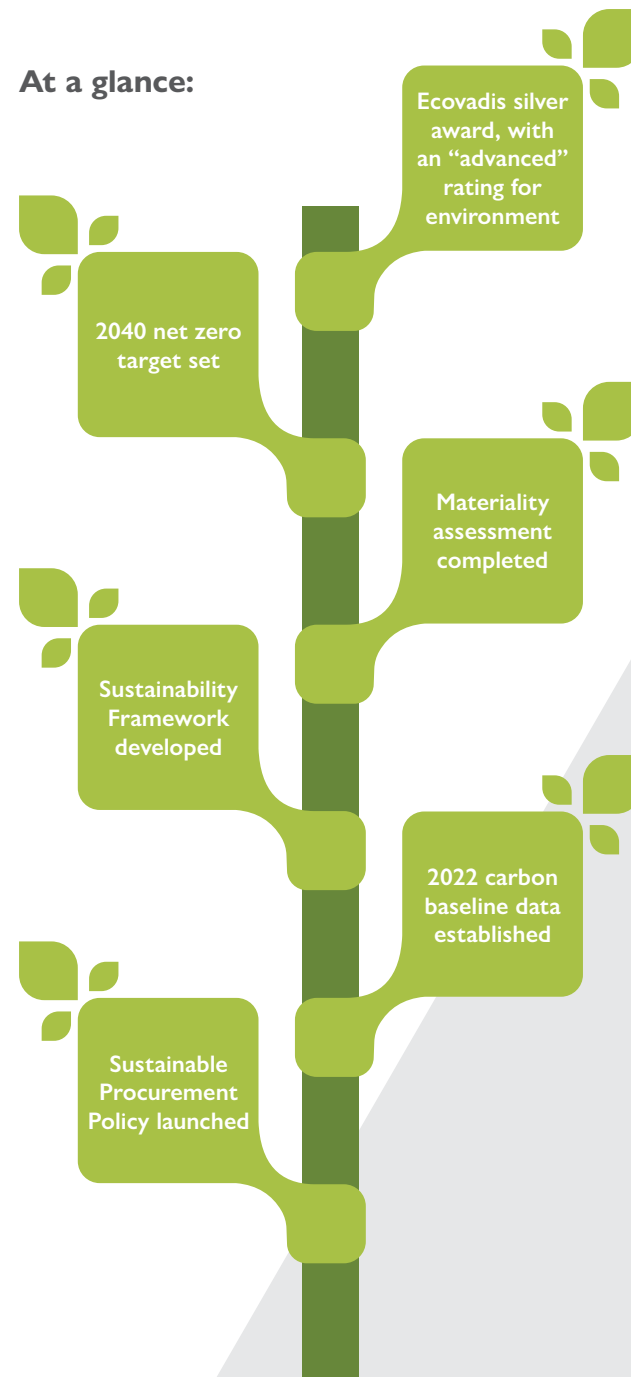 At a glance:
Ecovadis silver
award, with
an “advanced”
rating for
environment
2040 net zero
target set
Materiality
assessment
completed
Sustainability
Framework
developed
2022 carbon
baseline data
established
Sustainable
Procurement
Policy launched